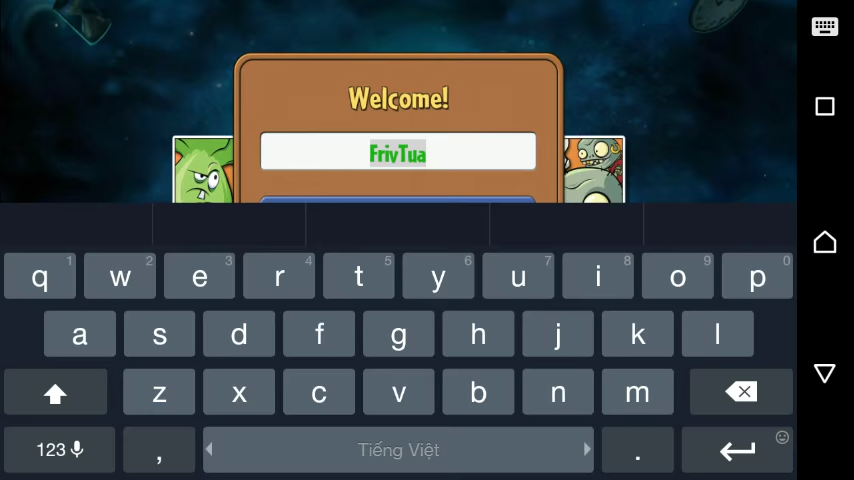 Welcome!
FrivTua
q 1 w 2 e 3 r 4 t 5 y 6 u 7 i 8 o 9 p 0
a s d f g h j k l
z x c v b n m
123 , Tiếng Việt .